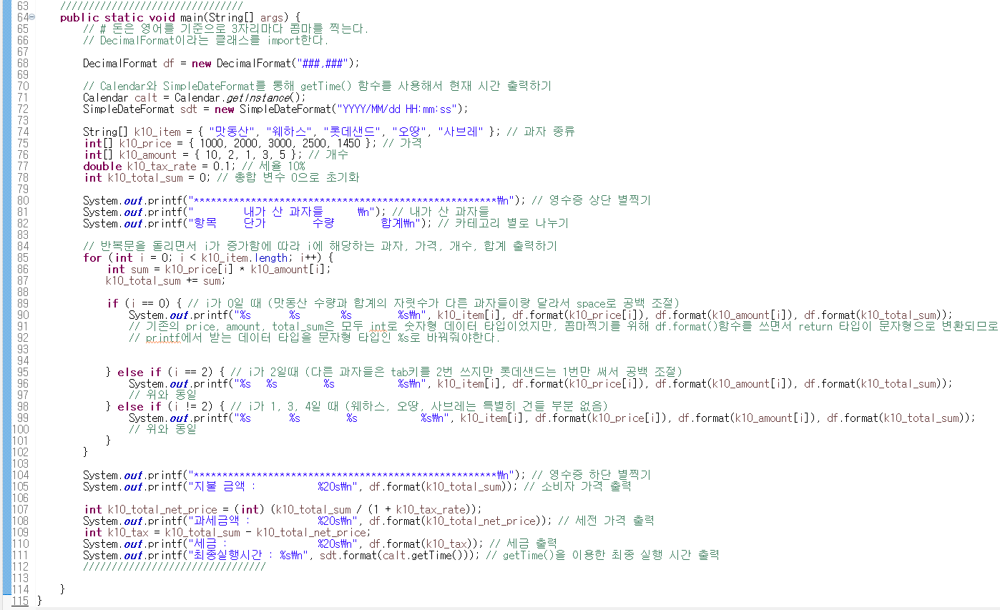 63 ////////////////////////////////
64 public static void main(String[] args) {
65 // # 돈은 영어를 기준으로 3자리마다 콤마를 찍는다.
66 // DecimalFormat이라는 클래스를 import한다.
67
68 DecimalFormat df = new DecimalFormat("###,###");
69
70 // Calendar와 SimpleDateFormat를 통해 getTime() 함수를 사용해서 현재 시간 출력하기
71 Calendar calt = Calendar.getInstance();
72 SimpleDateFormat sdt = new SimpleDateFormat("YYYY/MM/dd HH:mm:ss");
73
74 String[] k10_item = { "맛동산", "웨하스", "롯데샌드", "오땅", "사브레" }; // 과자 종류
75 int[] k10_price = { 1000, 2000, 3000, 2500, 1450 }; // 가격
76 int[] k10_amount = { 10, 2, 1, 3, 5 }; // 개수
77 double k10_tax_rate = 0.1; // 세율 10%
78 int k10_total_sum = 0; // 총합 변수 0으로 초기화
79
80 System.out.printf("*****************************************************₩n"); // 영수증 상단 별찍기
81 System.out.printf("         내가 산 과자들      ₩n"); // 내가 산 과자들
82 System.out.printf("항목     단가        수량        합계₩n"); // 카테고리 별로 나누기
83
84 // 반복문을 돌리면서 i가 증가함에 따라 i에 해당하는 과자, 가격, 개수, 합계 출력하기
85 for (int i = 0; i < k10_item.length; i++) {
86 int sum = k10_price[i] * k10_amount[i];
87 k10_total_sum += sum;
88
89 if (i == 0) { // i가 0일 때 (맛동산 수량과 합계의 자릿수가 다른 과자들이랑 달라서 space로 공백 조절)
90 System.out.printf("%s       %s       %s        %s₩n", k10_item[i], df.format(k10_price[i]), df.format(k10_amount[i]), df.format(k10_total_sum));
91 // 기존의 price, amount, total_sum은 모두 int로 숫자형 데이터 타입이었지만, 콤마찍기를 위해 df.format()함수를 쓰면서 return 타입이 문자형으로 변환되므로
92 // printf에서 받는 데이터 타입을 문자형 타입인 %s로 바꿔줘야한다.
93
94
95 } else if (i == 2) { // i가 2일때 (다른 과자들은 tab키를 2번 쓰지만 롯데샌드는 1번만 써서 공백 조절)
96 System.out.printf("%s   %s        %s           %s₩n", k10_item[i], df.format(k10_price[i]), df.format(k10_amount[i]), df.format(k10_total_sum));
97 // 위와 동일
98 } else if (i != 2) { // i가 1, 3, 4일 때 (웨하스, 오땅, 사브레는 특별히 건들 부분 없음)
99 System.out.printf("%s       %s        %s           %s₩n", k10_item[i], df.format(k10_price[i]), df.format(k10_amount[i]), df.format(k10_total_sum));
100 // 위와 동일
101 }
102 }
103
104 System.out.printf("*****************************************************₩n"); // 영수증 하단 별찍기
105 System.out.printf("지불 금액 :           %20s₩n", df.format(k10_total_sum)); // 소비자 가격 출력
106
107 int k10_total_net_price = (int) (k10_total_sum / (1 + k10_tax_rate));
108 System.out.printf("과세금액 :            %20s₩n", df.format(k10_total_net_price)); // 세전 가격 출력
109 int k10_tax = k10_total_sum - k10_total_net_price;
110 System.out.printf("세금 :                %20s₩n", df.format(k10_tax)); // 세금 출력
111 System.out.printf("최종실행시간 : %s₩n", sdt.format(calt.getTime())); // getTime()을 이용한 최종 실행 시간 출력
112 ////////////////////////////////
113
114 }
115 }